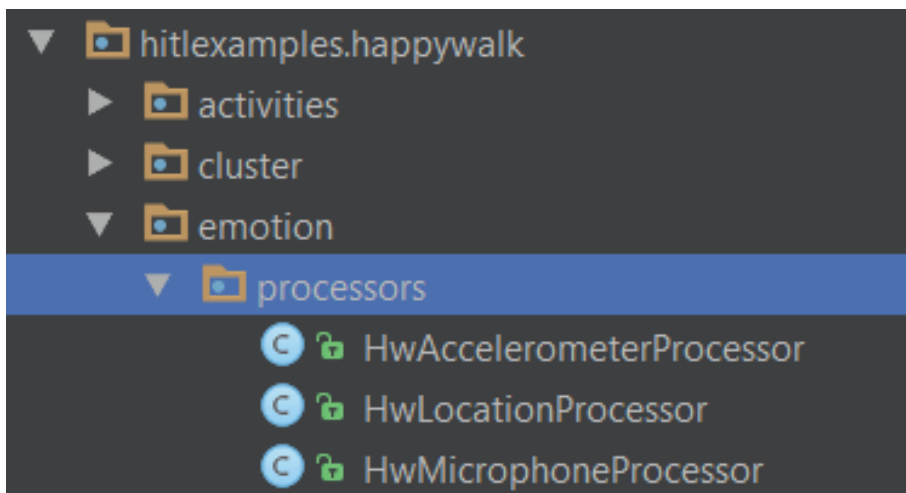 hitlexamples.happywalk
activities
cluster
emotion
processors
HwAccelerometerProcessor
HwLocationProcessor
HwMicrophoneProcessor